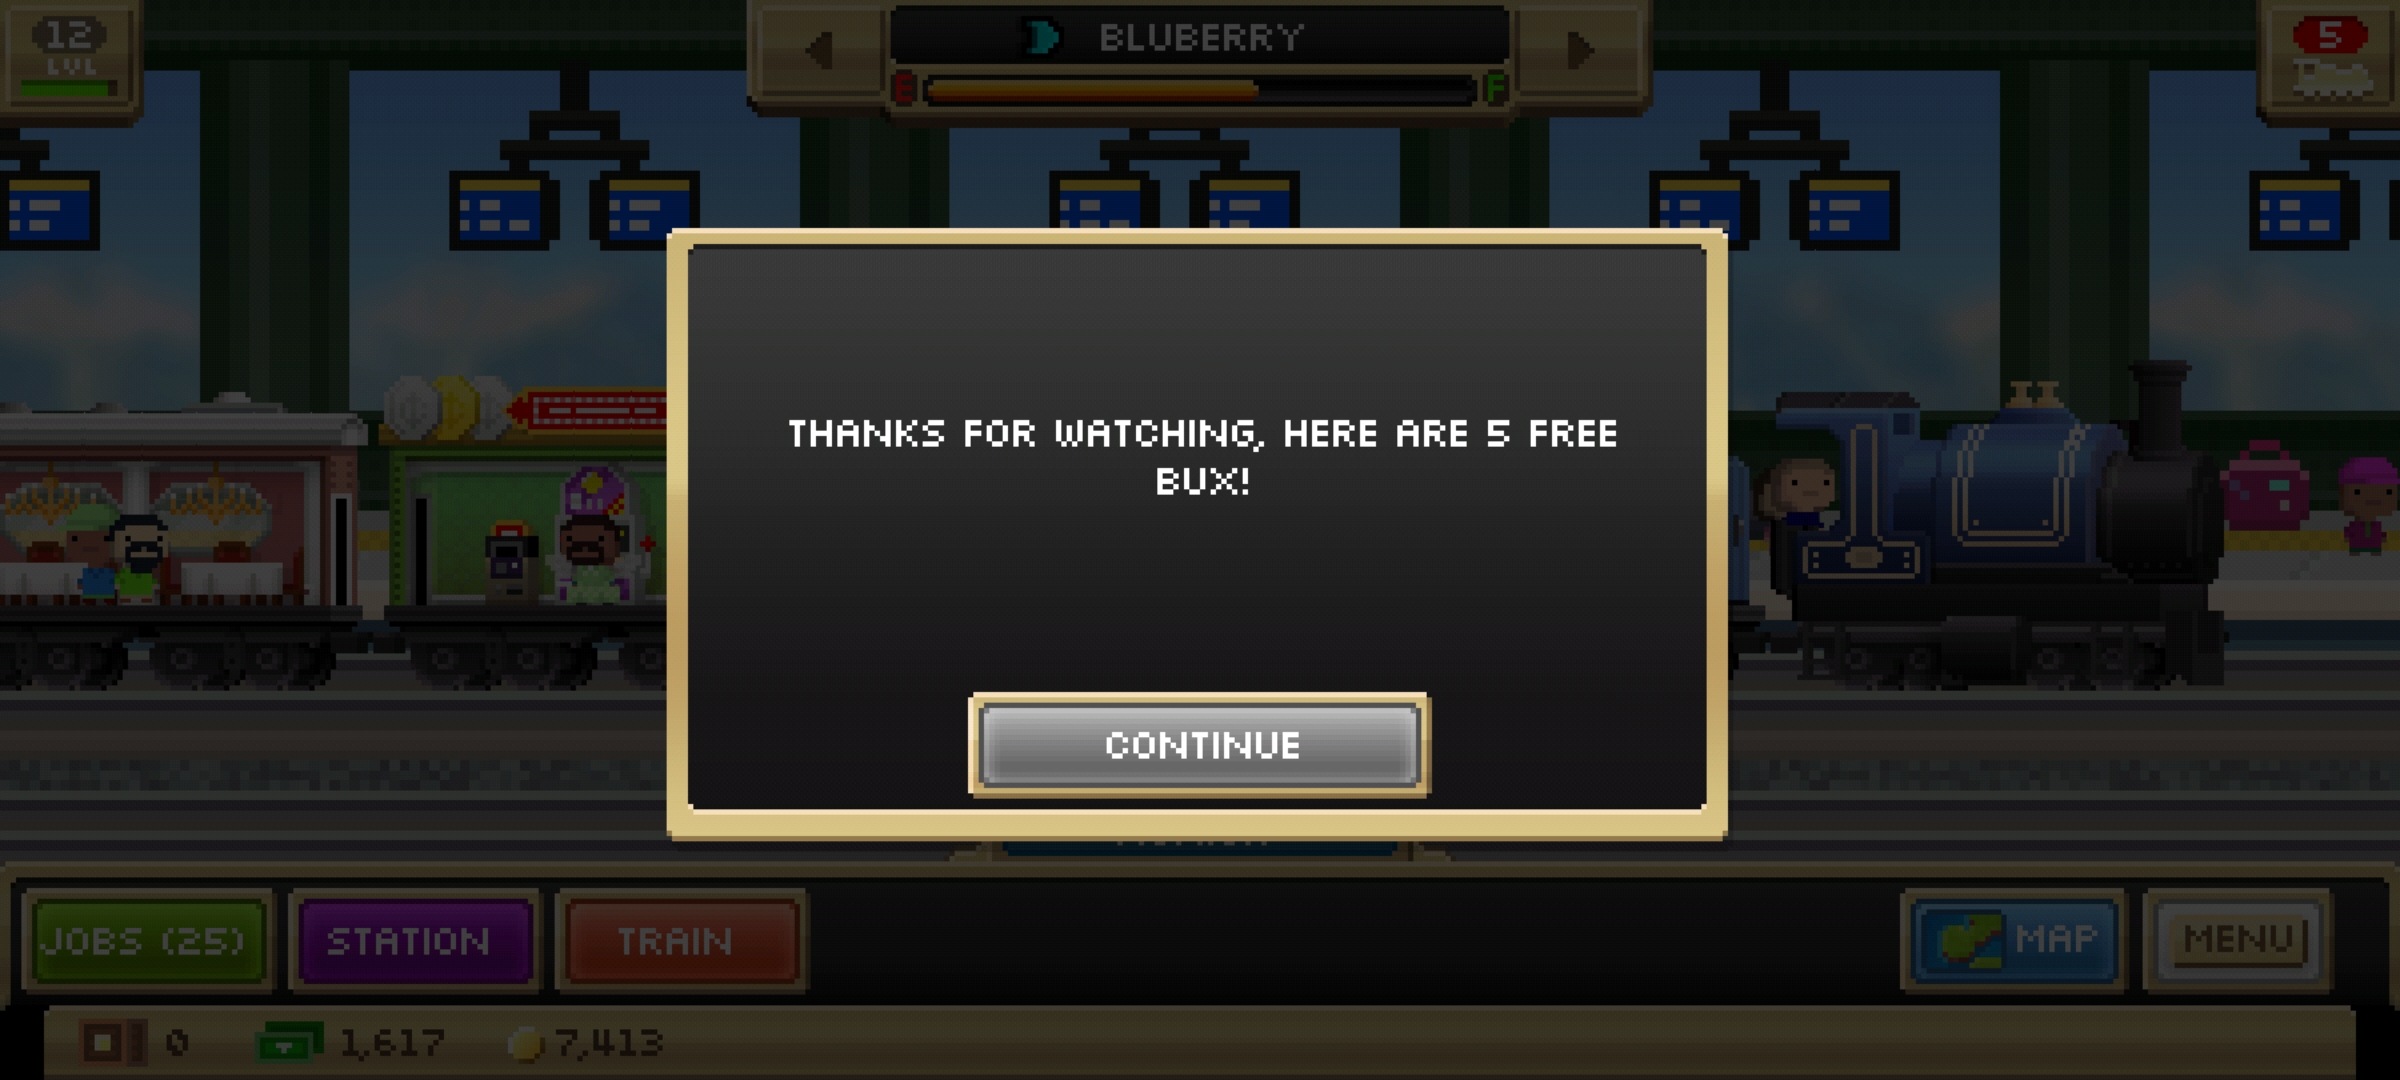 12
LVL
BLUBERRY
E
F
5
THANKS FOR WATCHING, HERE ARE 5 FREE
BUX!
CONTINUE
JOBS (25)
STATION
TRAIN
MAP
MENU
0
1,617
7,413